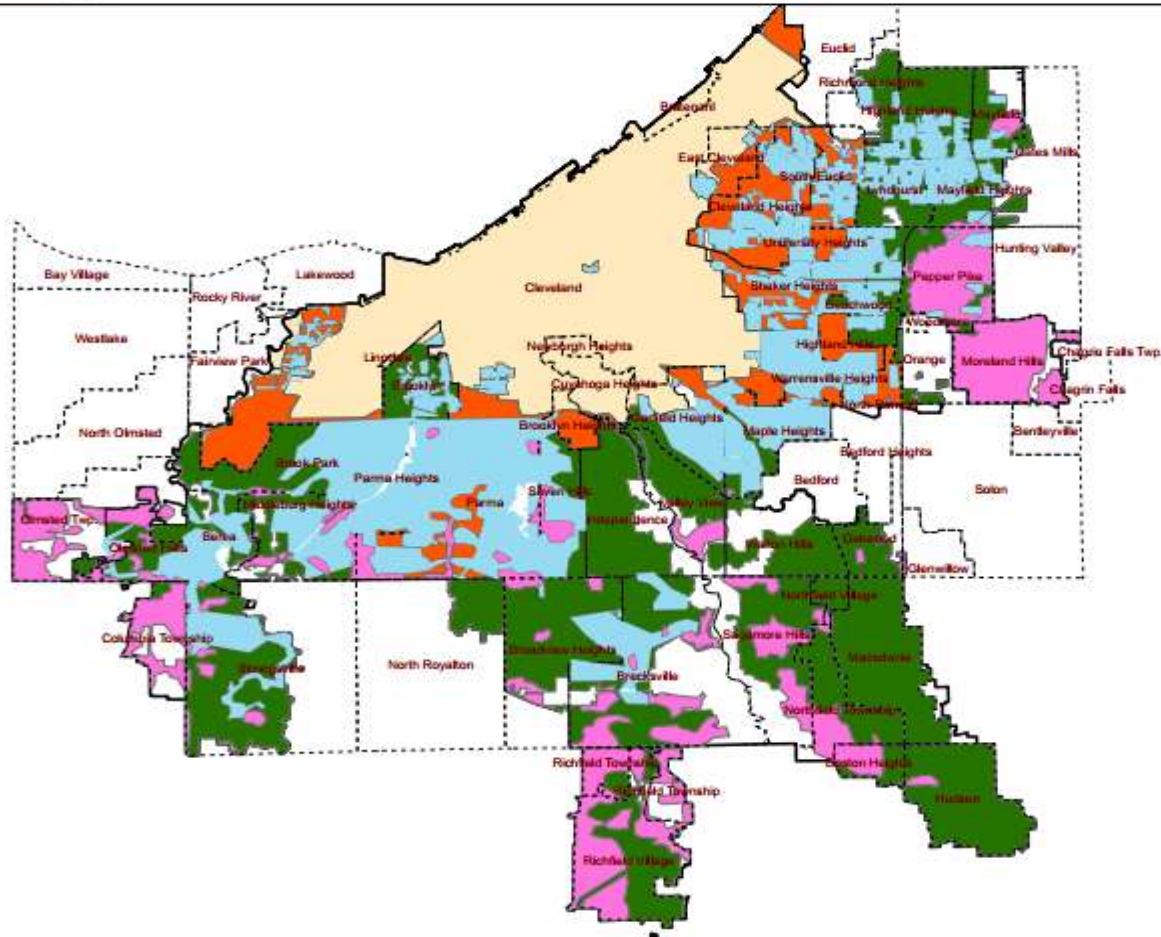 Euclid
Richmond Heights
Highland Heights
Bratenahl
Mayfield
Gates Mills
East Cleveland
South Euclid
Lyndhurst
Mayfield Heights
Cleveland Heights
University Heights
Hunting Valley
Bay Village
Lakewood
Pepper Pike
Rocky River
Cleveland
Shaker Heights
Beachwood
Woodmere
Westlake
Newburgh Heights
Highland Hills
Fairview Park
Linndale
Orange
Moreland Hills
Chagrin Falls Twp.
Cuyahoga Heights
Warrensville Heights
Chagrin Falls
Brooklyn
North Randall
Garfield Heights
Brooklyn Heights
Maple Heights
North Olmsted
Bentleyville
Bedford Heights
Brook Park
Parma Heights
Bedford
Solon
Seven Hills
Middleburg Heights
Parma
Valley View
Olmsted Twp.
Independence
Berea
Olmsted Falls
Walton Hills
Oakwood
Glenwillow
Northfield Village
Columbia Township
Sagamore Hills
Broadview Heights
Macedonia
Strongsville
North Royalton
Brecksville
Northfield Township
Richfield Township
Boston Heights
Richfield Township
Hudson
Richfield Village